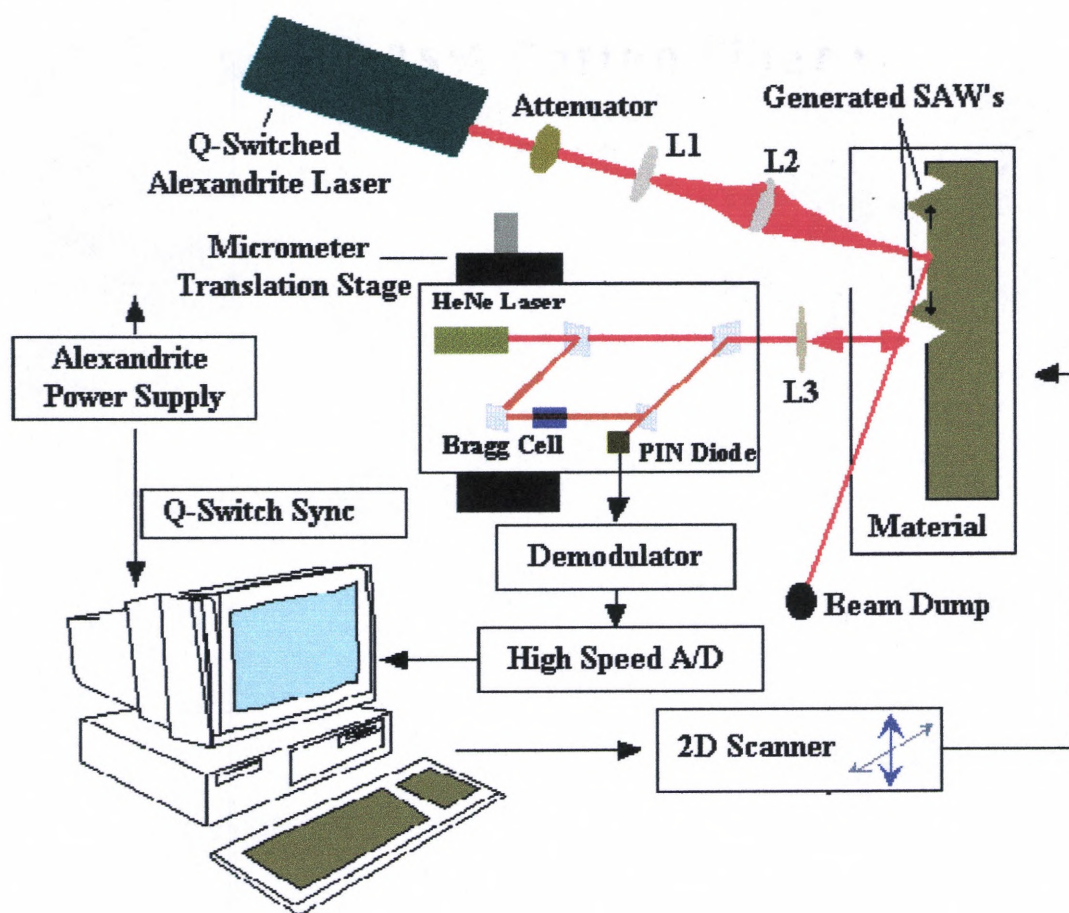 Generated SAW's
Attenuator
Q-Switched
Alexandrite Laser
L1
L2
Micrometer
Translation Stage
HeNe Laser
L3
Alexandrite
Power Supply
Bragg Cell
PIN Diode
Q-Switch Sync
Material
Demodulator
Beam Dump
High Speed A/D
2D Scanner